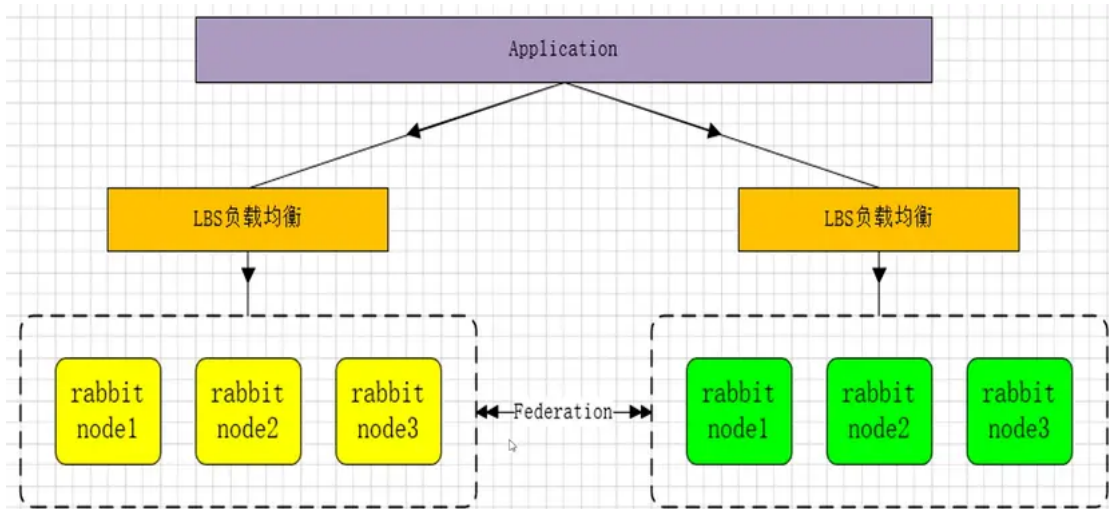 Application
LBS负载均衡
LBS负载均衡
rabbit
node1
rabbit
node2
rabbit
node3
Federation
rabbit
node1
rabbit
node2
rabbit
node3